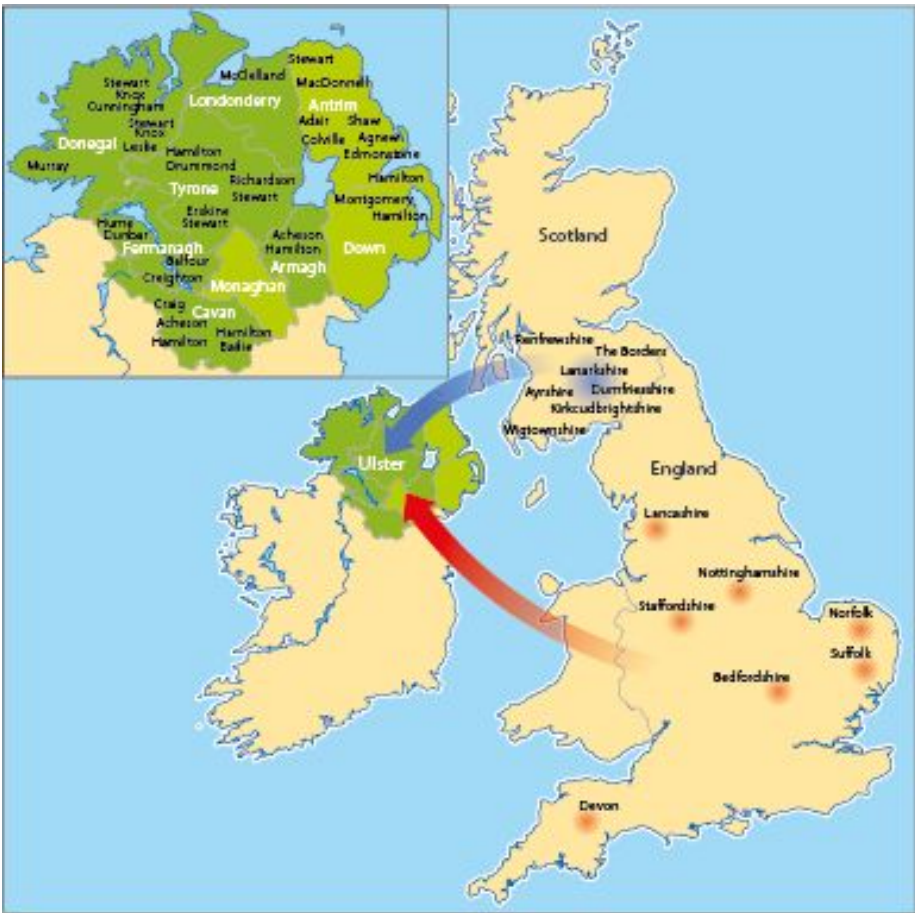 Stewart
McClelland
Stewart
Knox
Cunningham
MacDonnell
Londonderry
Antrim
Adair
Shaw
Stewart
Knox
Leslie
Donegal
Colville
Agnew
Edmonstone
Murray
Hamilton
Drummond
Tyrone
Richardson
Stewart
Hamilton
Montgomery
Hamilton
Erskine
Stewart
Hume
Dunbar
Fermanagh
Balfour
Creighton
Acheson
Hamilton
Armagh
Down
Monaghan
Cavan
Craig
Acheson
Hamilton
Hamilton
Bailie
Scotland
Renfrewshire
The Borders
Lanarkshire
Ayrshire
Dumfriesshire
Kirkcudbrightshire
Wigtownshire
Ulster
England
Lancashire
Nottinghamshire
Staffordshire
Norfolk
Suffolk
Bedfordshire
Devon